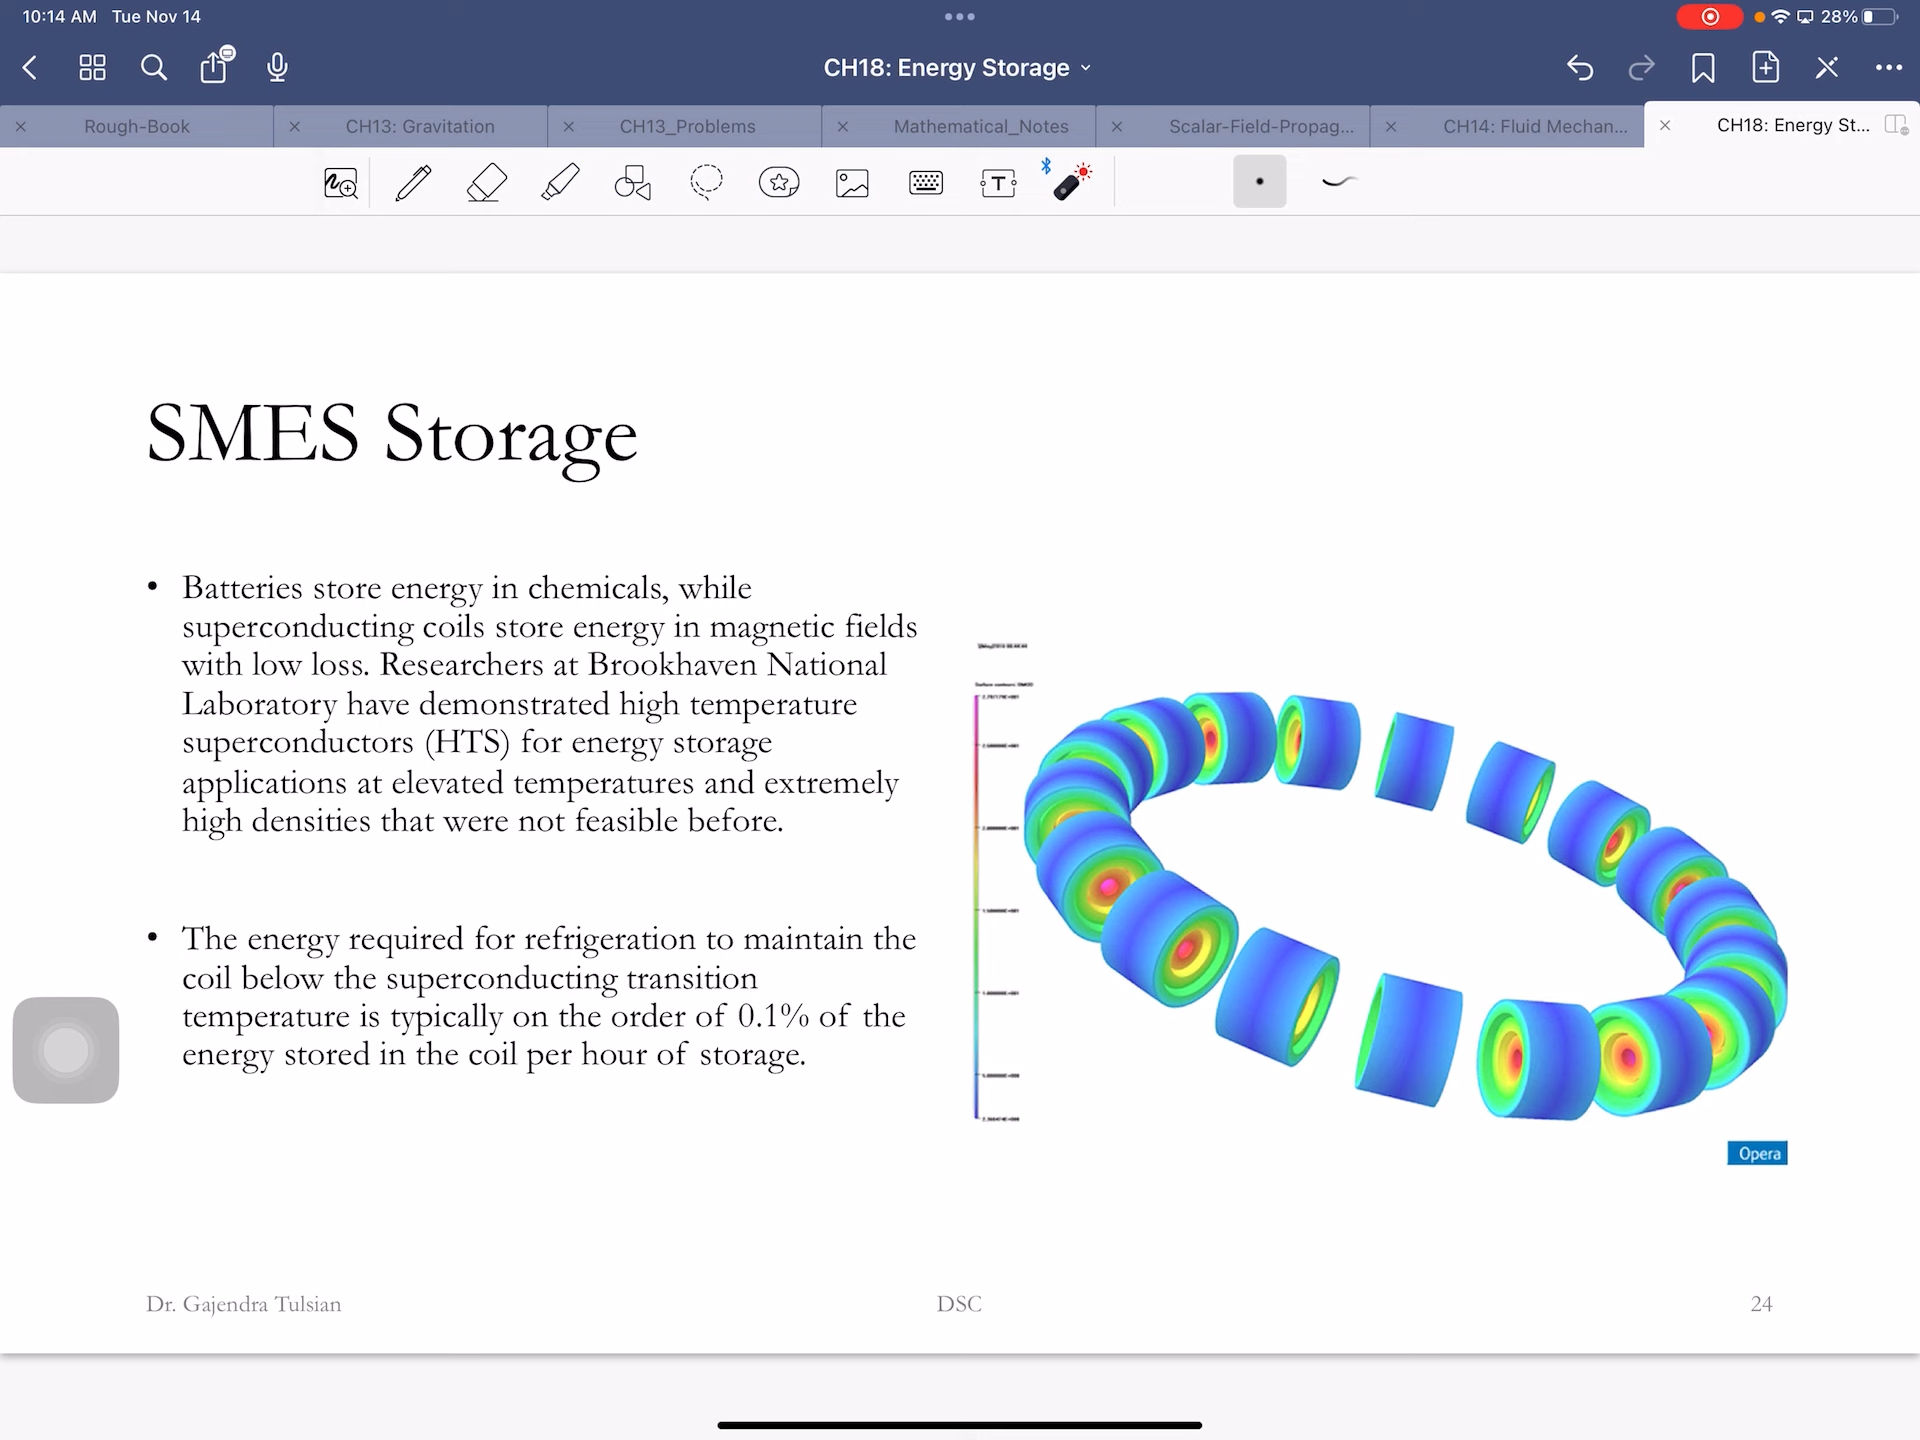 10:14 AM Tue Nov 14
28%
CH18: Energy Storage
Rough-Book
CH13: Gravitation
CH13_Problems
Mathematical_Notes
Scalar-Field-Propag...
CH14: Fluid Mechan...
CH18: Energy St...
T
SMES Storage
• Batteries store energy in chemicals, while
superconducting coils store energy in magnetic fields
with low loss. Researchers at Brookhaven National
Laboratory have demonstrated high temperature
superconductors (HTS) for energy storage
applications at elevated temperatures and extremely
high densities that were not feasible before.
• The energy required for refrigeration to maintain the
coil below the superconducting transition
temperature is typically on the order of 0.1% of the
energy stored in the coil per hour of storage.
Opera
Dr. Gajendra Tulsian
DSC
24